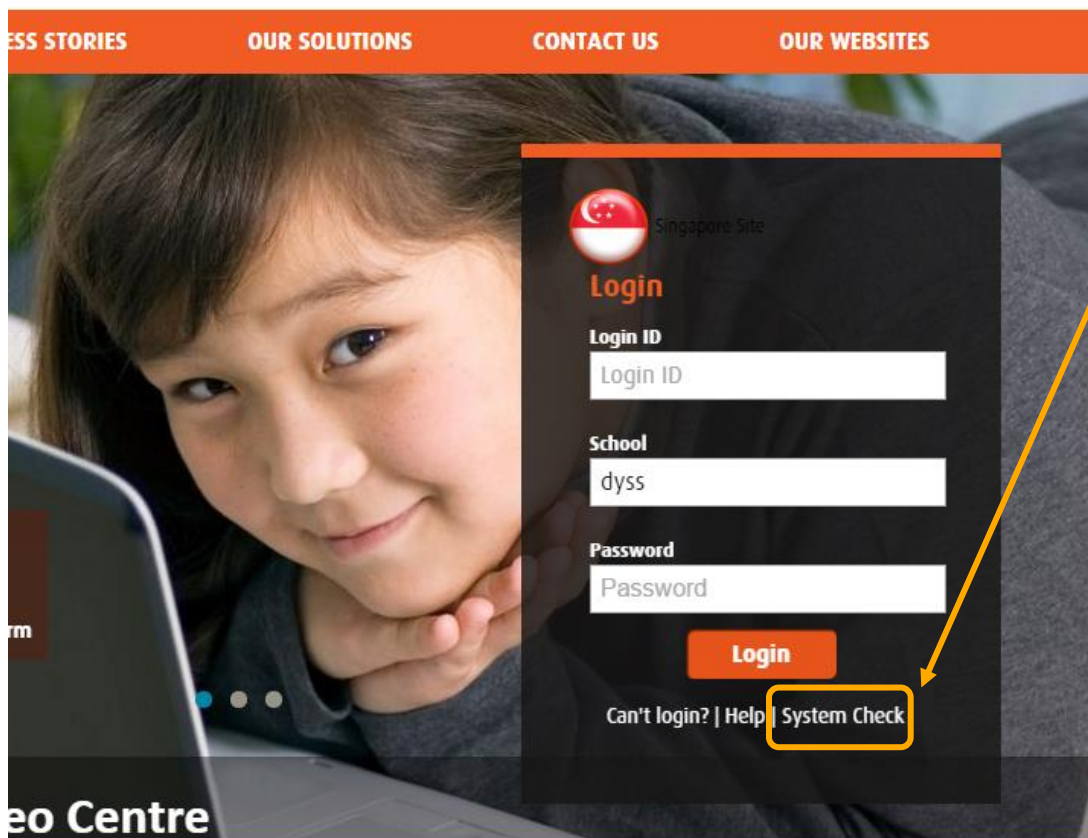 ESS STORIES OUR SOLUTIONS CONTACT US OUR WEBSITES
Singapore Site
Login
Login ID
Login ID
School
dyss
Password
Password
Login
Can't login? | Help | System Check
rm
eo Centre